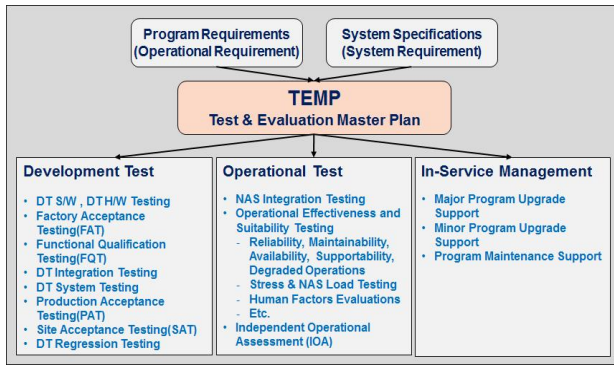 Program Requirements
(Operational Requirement)
System Specifications
(System Requirement)
TEMP
Test & Evaluation Master Plan
Development Test
• DT S/W , DT H/W Testing
• Factory Acceptance
Testing(FAT)
• Functional Qualification
Testing(FQT)
• DT Integration Testing
• DT System Testing
• Production Acceptance
Testing(PAT)
• Site Acceptance Testing(SAT)
• DT Regression Testing
Operational Test
• NAS Integration Testing
• Operational Effectiveness and
Suitability Testing
- Reliability, Maintainability,
Availability, Supportability,
Degraded Operations
- Stress & NAS Load Testing
- Human Factors Evaluations
- Etc.
• Independent Operational
Assessment (IOA)
In-Service Management
• Major Program Upgrade
Support
• Minor Program Upgrade
Support
• Program Maintenance Support